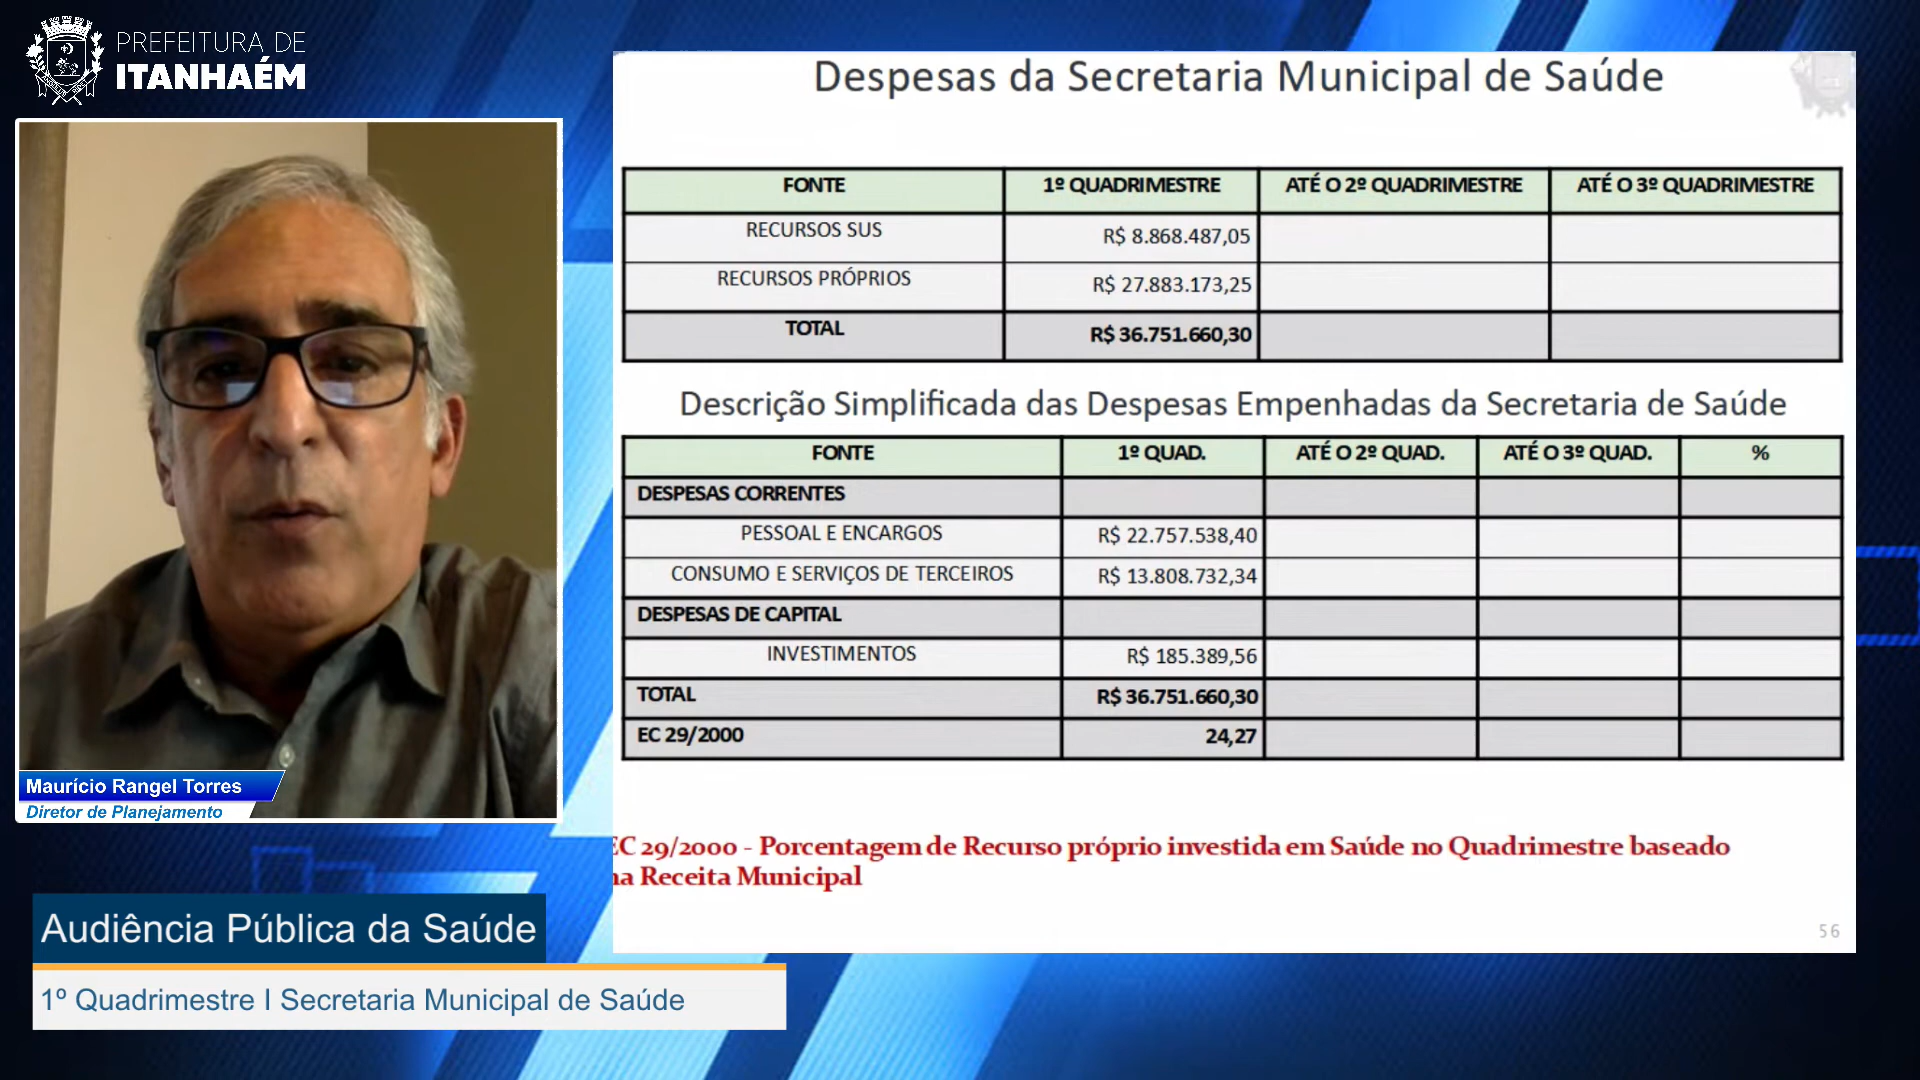 PREFEITURA DE
ITANHAÉM
Despesas da Secretaria Municipal de Saúde
FONTE 1º QUADRIMESTRE ATÉ O 2º QUADRIMESTRE ATÉ O 3º QUADRIMESTRE
RECURSOS SUS R$ 8.868.487,05
RECURSOS PRÓPRIOS R$ 27.883.173,25
TOTAL R$ 36.751.660,30
Descrição Simplificada das Despesas Empenhadas da Secretaria de Saúde
FONTE 1º QUAD. ATÉ O 2º QUAD. ATÉ O 3º QUAD. %
DESPESAS CORRENTES
PESSOAL E ENCARGOS R$ 22.757.538,40
CONSUMO E SERVIÇOS DE TERCEIROS R$ 13.808.732,34
DESPESAS DE CAPITAL
INVESTIMENTOS R$ 185.389,56
TOTAL R$ 36.751.660,30
EC 29/2000 24,27
EC 29/2000 - Porcentagem de Recurso próprio investida em Saúde no Quadrimestre baseado
na Receita Municipal
56
Maurício Rangel Torres
Diretor de Planejamento
Audiência Pública da Saúde
1º Quadrimestre I Secretaria Municipal de Saúde